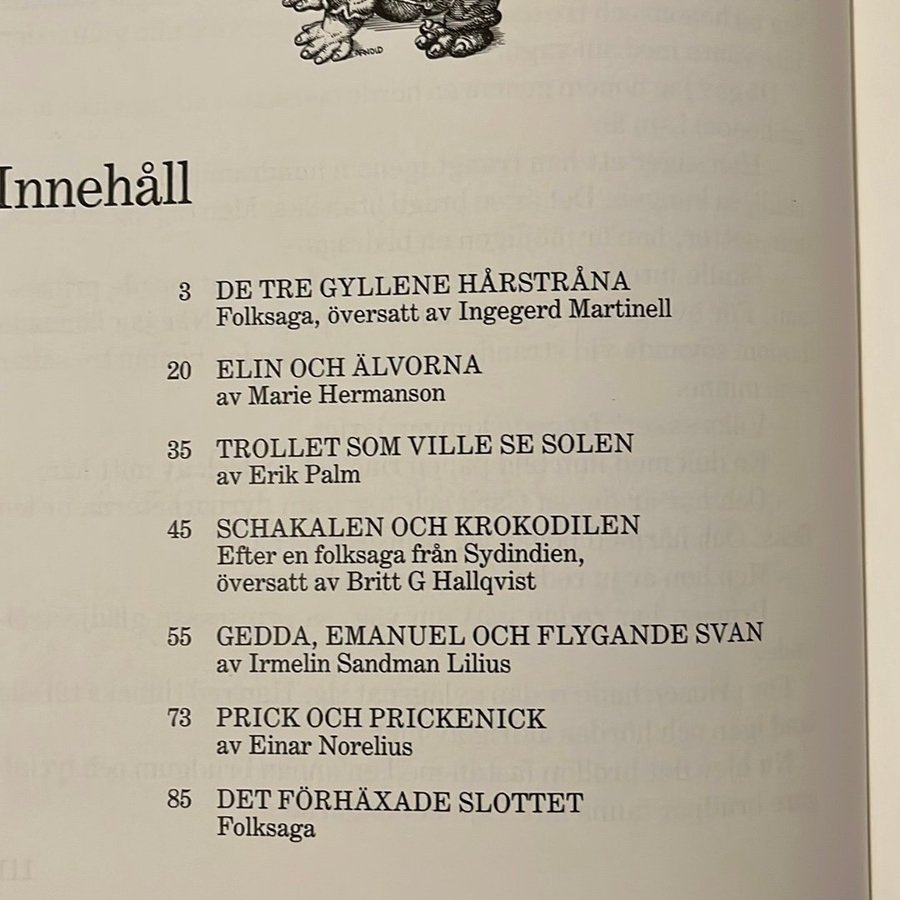 ARNOLD
Innehåll
3 DE TRE GYLLENE HÅRSTRÅNA
Folksaga, översatt av Ingegerd Martinell
20 ELIN OCH ÄLVORNA
av Marie Hermanson
35 TROLLET SOM VILLE SE SOLEN
av Erik Palm
45 SCHAKALEN OCH KROKODILEN
Efter en folksaga från Sydindien,
översatt av Britt G Hallqvist
55 GEDDA, EMANUEL OCH FLYGANDE SVAN
av Irmelin Sandman Lilius
73 PRICK OCH PRICKENICK
av Einar Norelius
85 DET FÖRHÄXADE SLOTTET
Folksaga